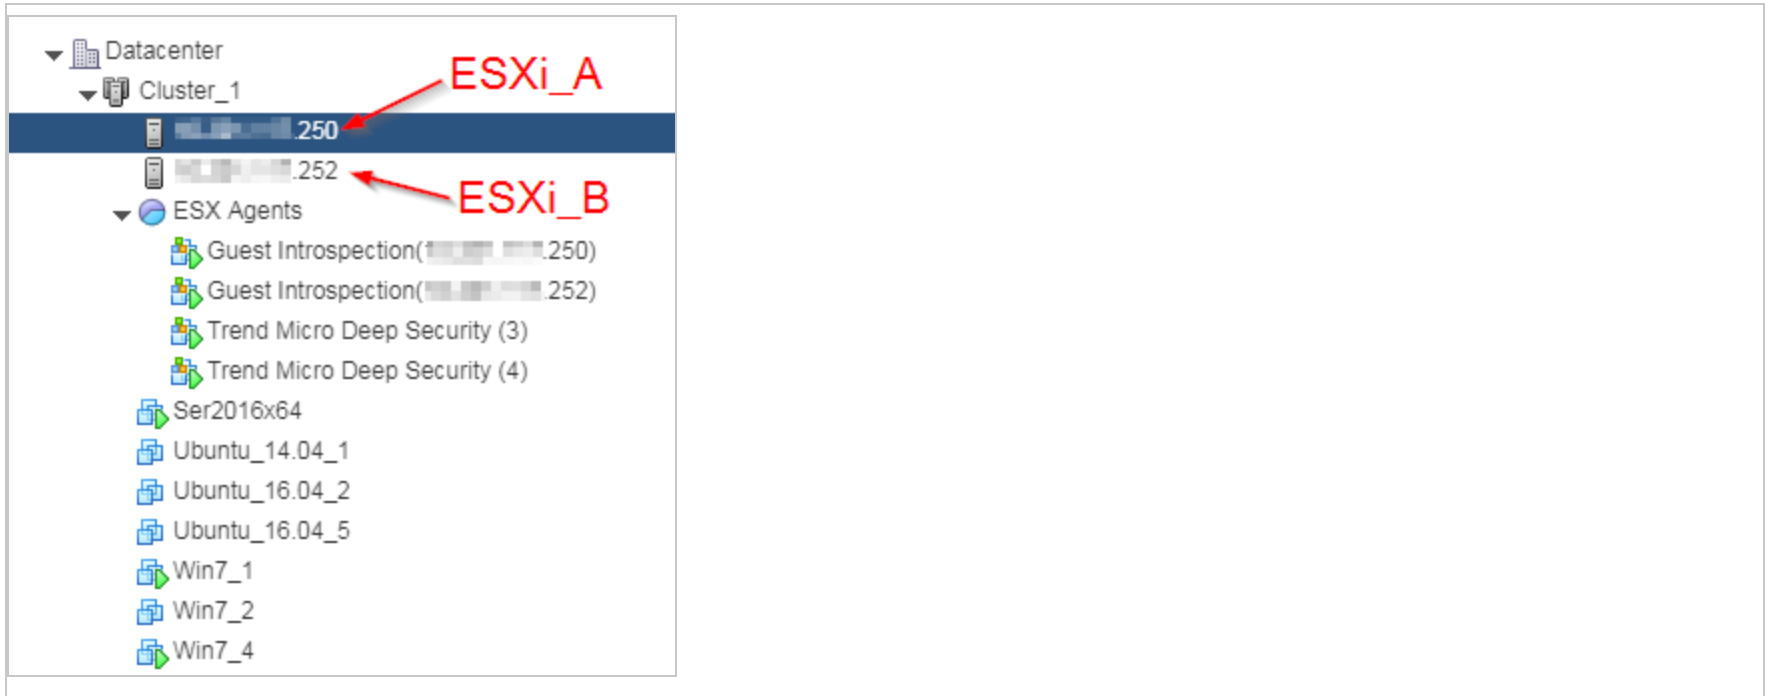 Datacenter
ESXi_A
Cluster_1
.250
.252
ESXi_B
ESX Agents
Guest Introspection( .250)
Guest Introspection( .252)
Trend Micro Deep Security (3)
Trend Micro Deep Security (4)
Ser2016x64
Ubuntu_14.04_1
Ubuntu_16.04_2
Ubuntu_16.04_5
Win7_1
Win7_2
Win7_4